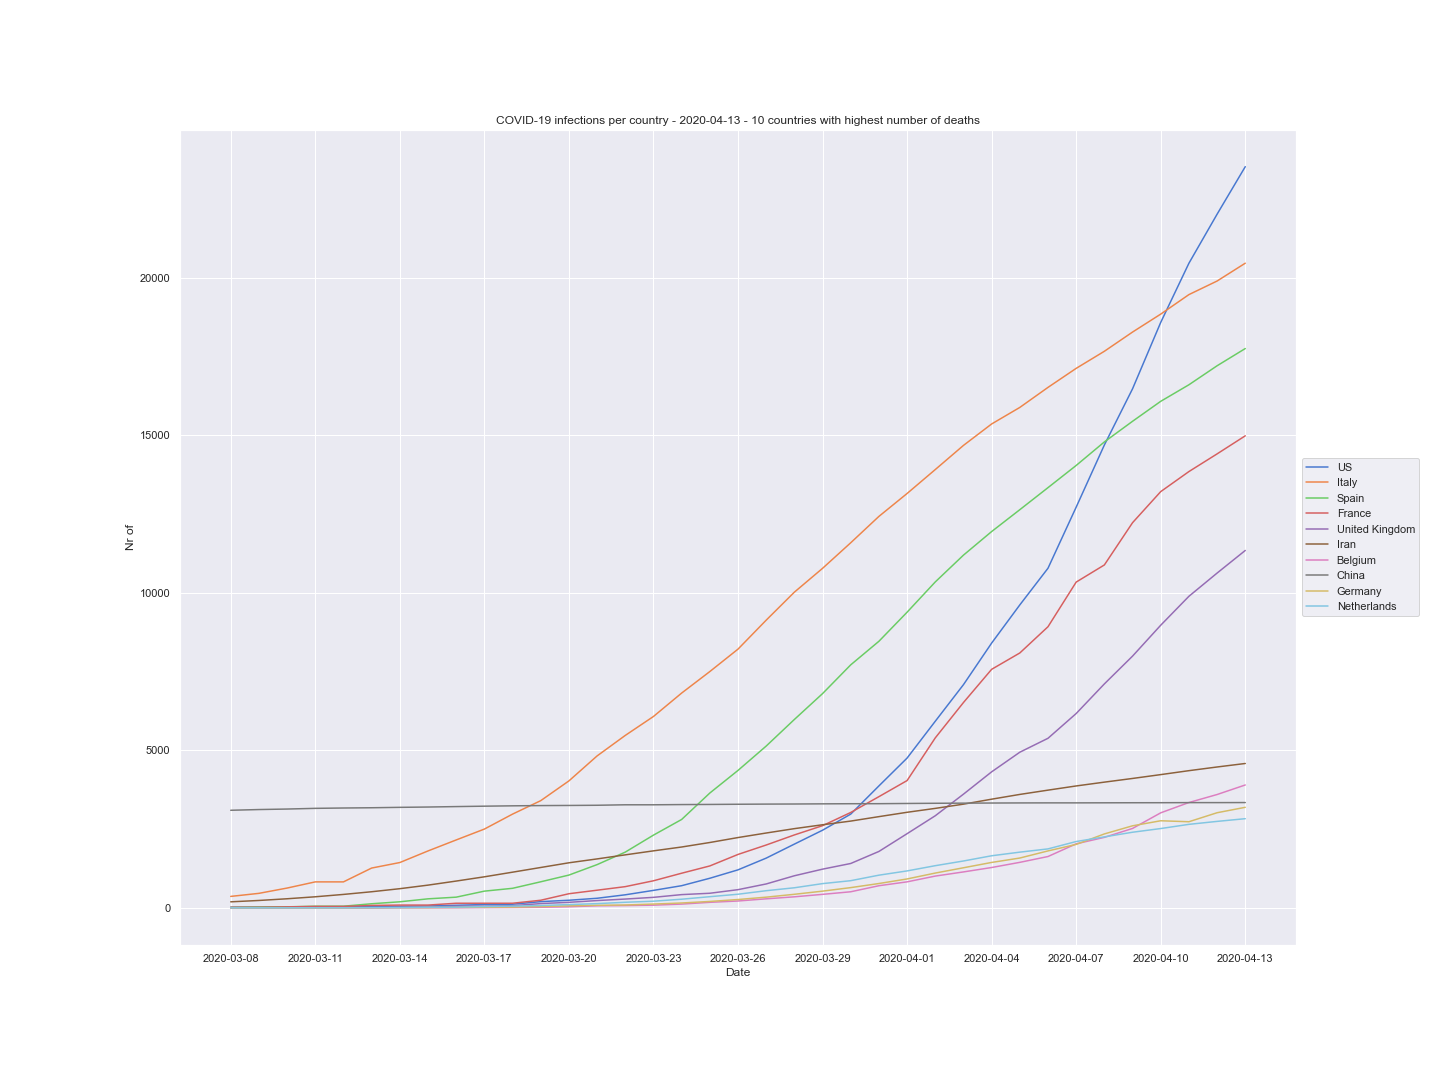 COVID-19 infections per country - 2020-04-13 - 10 countries with highest number of deaths
20000
15000
10000
5000
0
Nr of
2020-03-08 2020-03-11 2020-03-14 2020-03-17 2020-03-20 2020-03-23 2020-03-26 2020-03-29 2020-04-01 2020-04-04 2020-04-07 2020-04-10 2020-04-13
Date
US
Italy
Spain
France
United Kingdom
Iran
Belgium
China
Germany
Netherlands